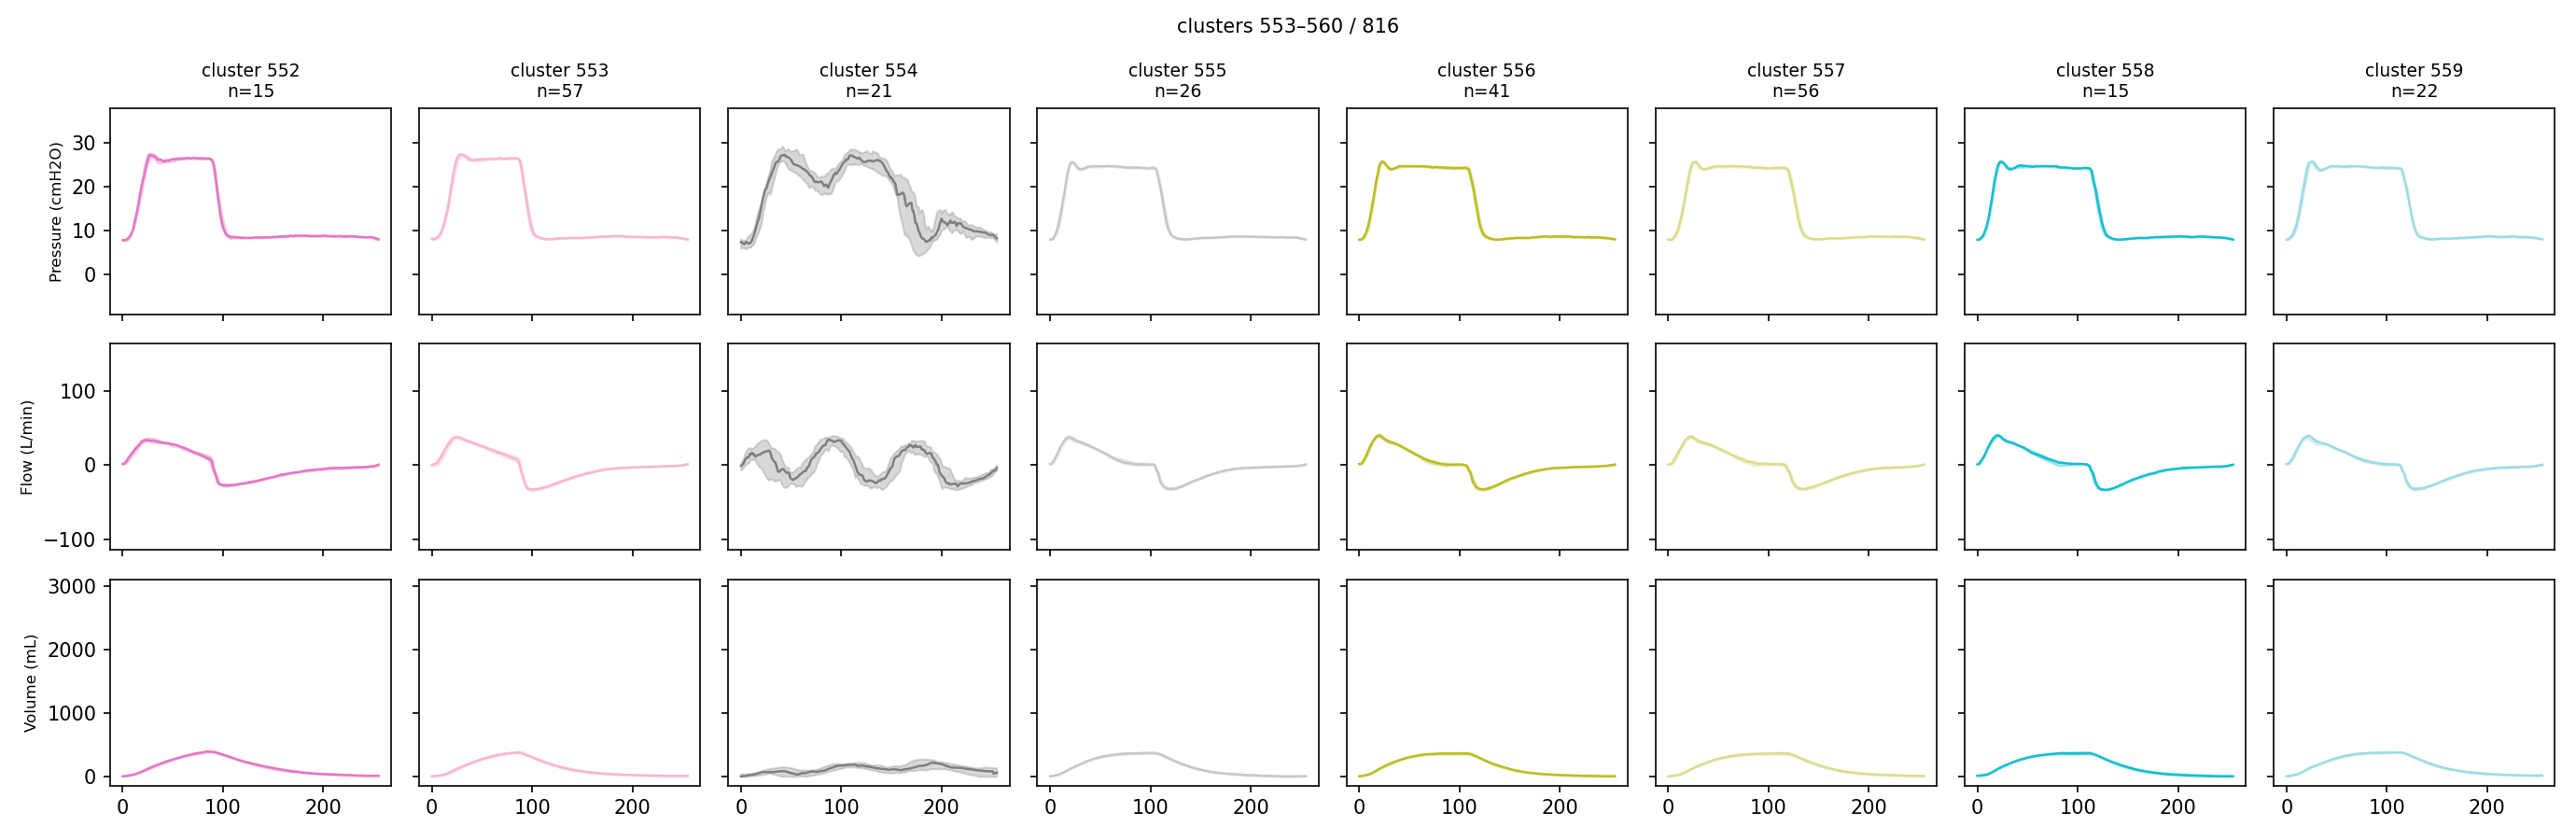 clusters 553–560 / 816
cluster 552
n=15
cluster 553
n=57
cluster 554
n=21
cluster 555
n=26
cluster 556
n=41
cluster 557
n=56
cluster 558
n=15
cluster 559
n=22
Pressure (cmH2O)
30
20
10
0
Flow (L/min)
100
0
−100
Volume (mL)
3000
2000
1000
0
0 100 200
0 100 200
0 100 200
0 100 200
0 100 200
0 100 200
0 100 200
0 100 200